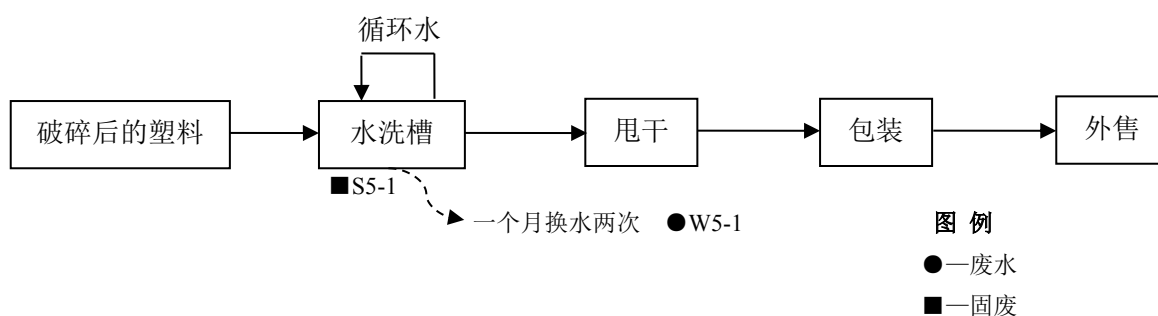 循环水
破碎后的塑料
水洗槽
甩干
包装
外售
■S5-1
一个月换水两次 ●W5-1
图 例
●—废水
■—固废